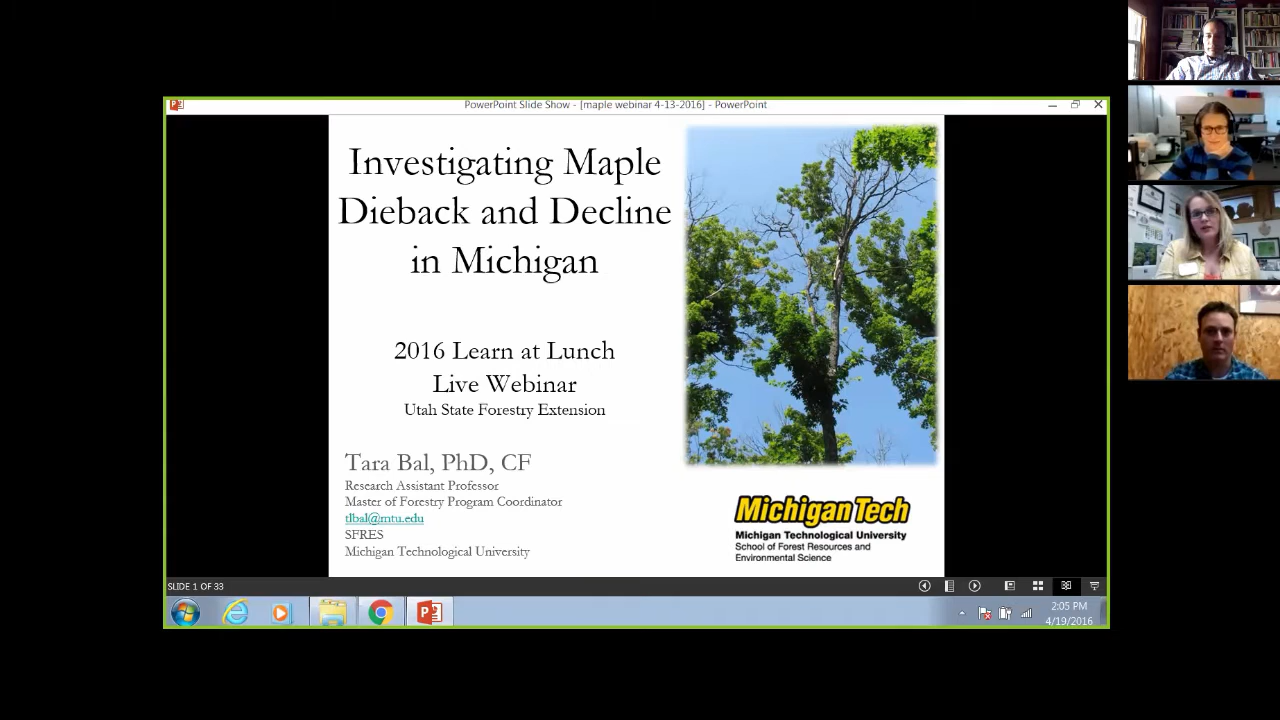 PowerPoint Slide Show - [maple webinar 4-13-2016] - PowerPoint
Investigating Maple
Dieback and Decline
in Michigan
2016 Learn at Lunch
Live Webinar
Utah State Forestry Extension
Tara Bal, PhD, CF
Research Assistant Professor
Master of Forestry Program Coordinator
tlbal@mtu.edu
SFRES
Michigan Technological University
Michigan Tech
Michigan Technological University
School of Forest Resources and
Environmental Science
SLIDE 1 OF 33
2:05 PM
4/19/2016